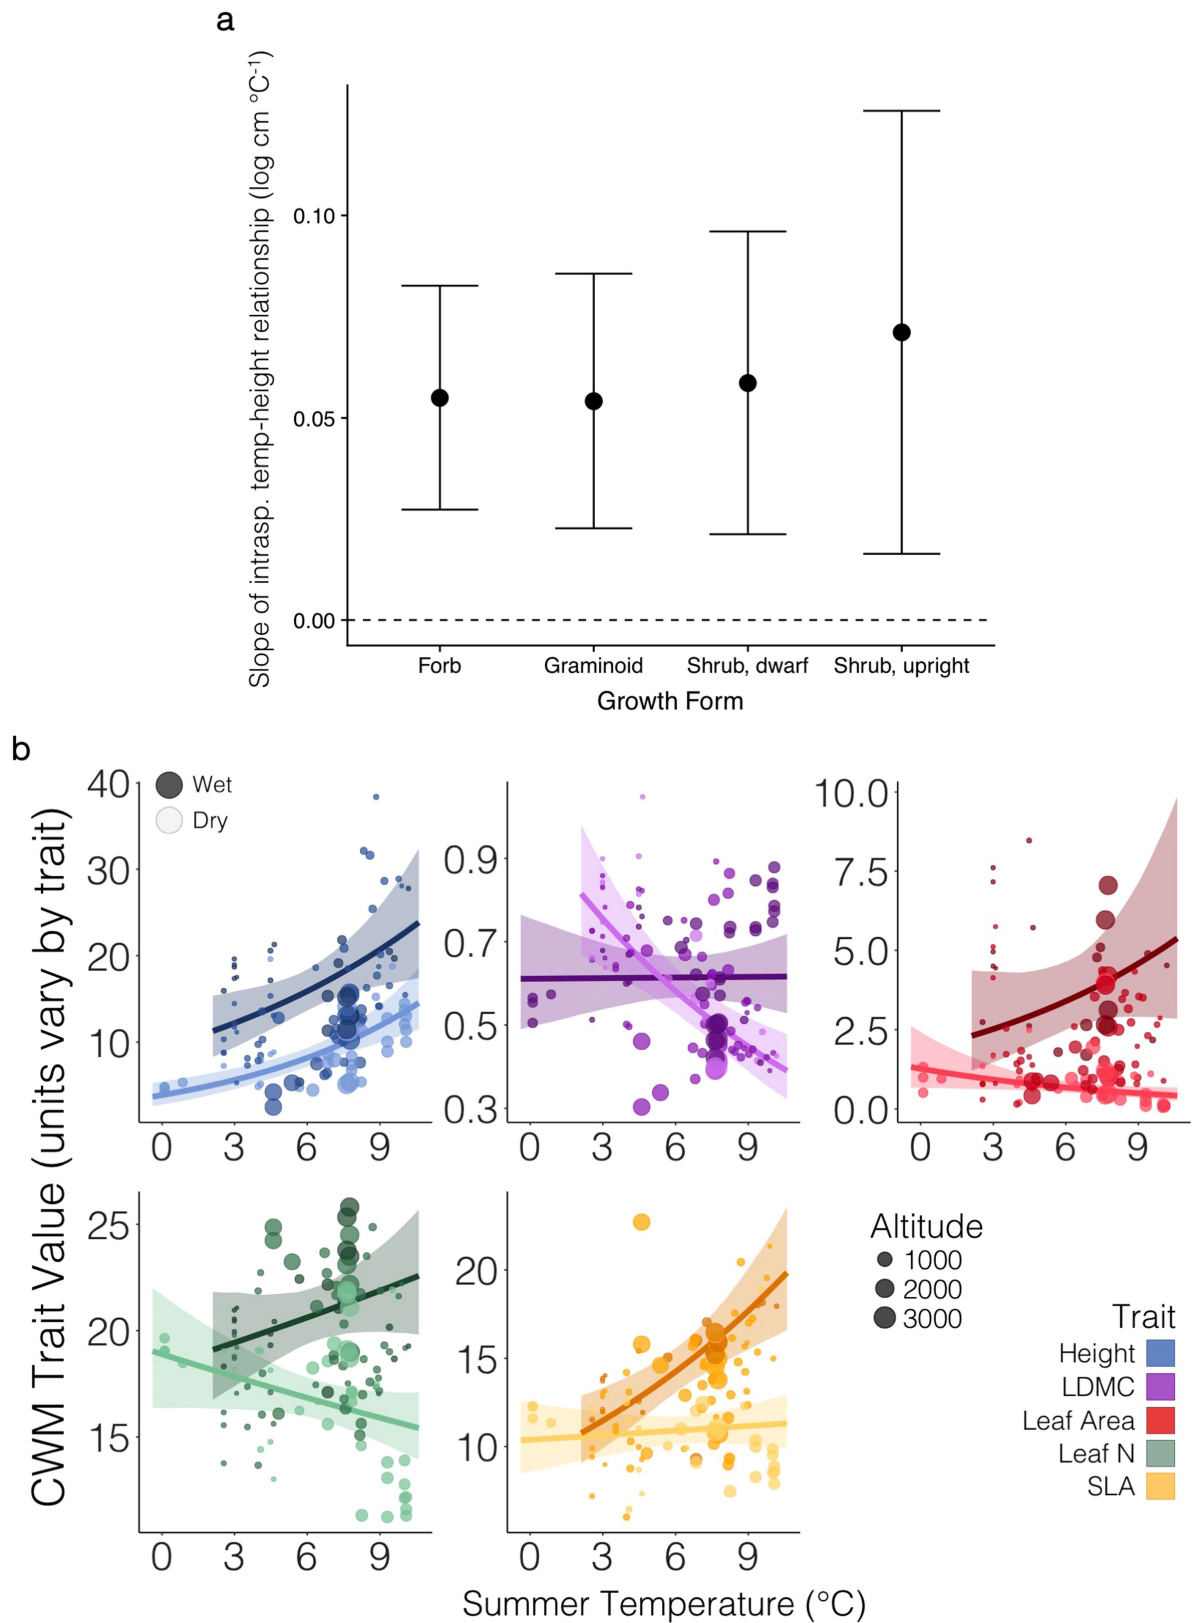 a
Slope of intrasp. temp-height relationship (log cm °C-1)
0.10
0.05
0.00
Forb Graminoid Shrub, dwarf Shrub, upright
Growth Form
b
CWM Trait Value (units vary by trait)
Wet
Dry
40
30
20
10
0 3 6 9
0.9
0.7
0.5
0.3
0 3 6 9
10.0
7.5
5.0
2.5
0.0
0 3 6 9
25
20
15
0 3 6 9
20
15
10
0 3 6 9
Altitude
1000
2000
3000
Trait
Height
LDMC
Leaf Area
Leaf N
SLA
Summer Temperature (°C)